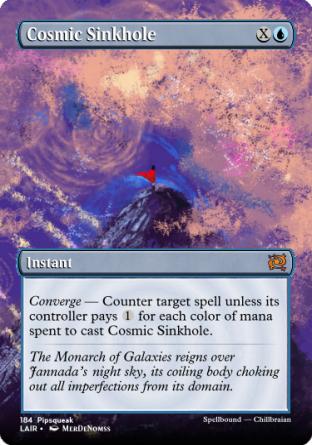 Cosmic Sinkhole X
Instant
Converge — Counter target spell unless its
controller pays 1 for each color of mana
spent to cast Cosmic Sinkhole.
The Monarch of Galaxies reigns over
Jannada's night sky, its coiling body choking
out all imperfections from its domain.
184 Pipsqueak Spellbound — Chillbraian
LAIR • MerDeNomss